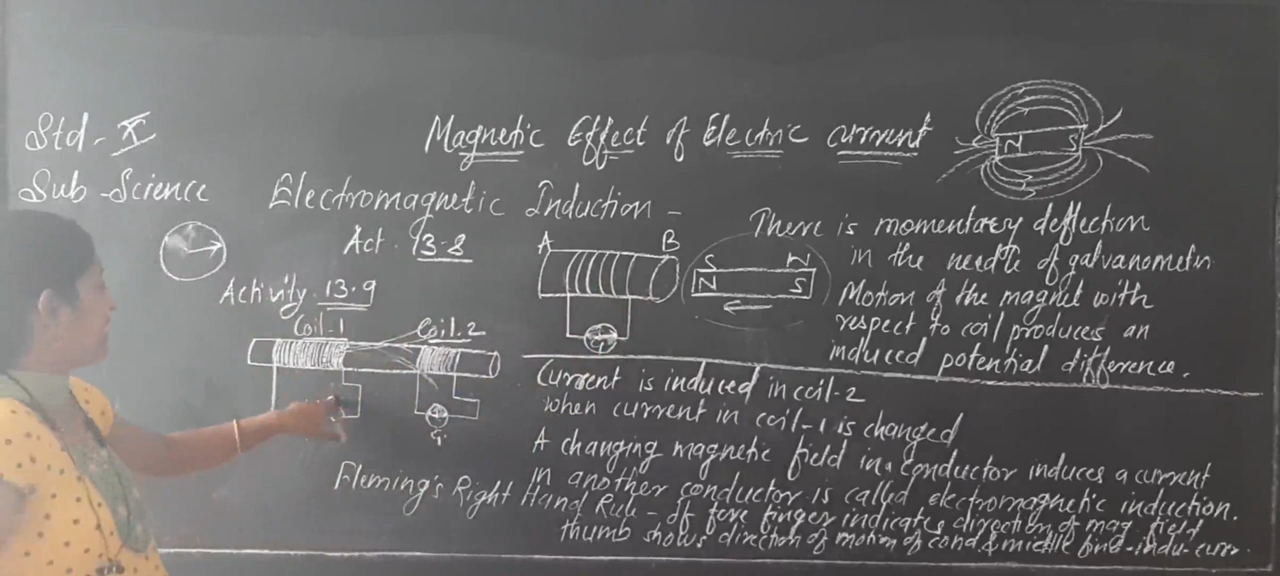 Std - X
Sub - Science
Magnetic Effect of Electric current
N S
Electromagnetic Induction -
Act. 13.8
A B
G
S N
N S
There is momentary deflection
in the needle of galvanometer
Motion of the magnet with
respect to coil produces an
induced potential difference.
Activity 13.9
Coil-1 Coil-2
G
Current is induced in coil-2
when current in coil-1 is changed
A changing magnetic field in a conductor induces a current
in another conductor is called electromagnetic induction.
Fleming's Right Hand Rule - If fore finger indicates direction of mag. field
thumb shows direction of motion of cond & middle fing-indu-curr.